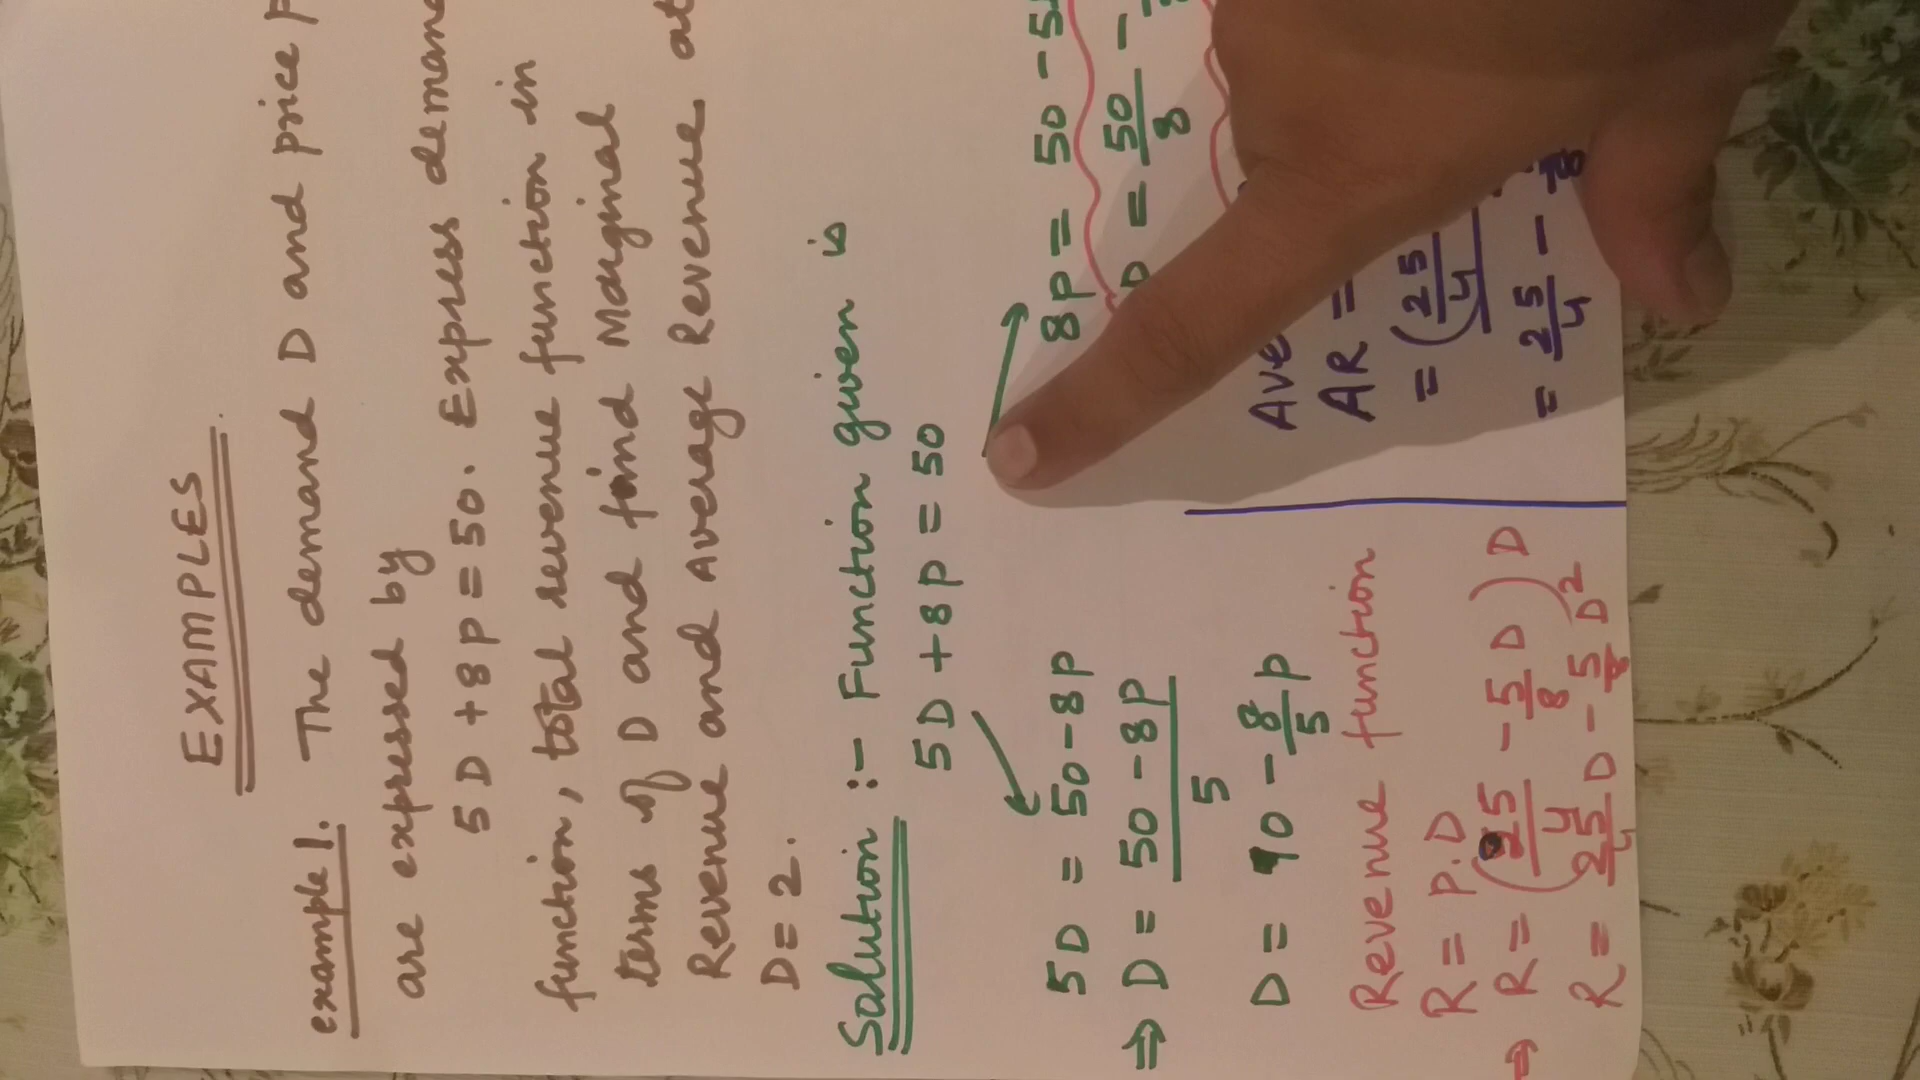 EXAMPLES
example 1. The demand D and price p
are expressed by
5D + 8p = 50. Express
function, total revenue function in
terms of D and find Marginal
Revenue and Average Revenue at
D = 2.
Solution :- Function given is
5D + 8p = 50
5D = 50 - 8p
⇒ D = 50 - 8p
5
D = 10 - 8/5 p
8p = 50 -
p = 50/8 -
Revenue function
R = P.D
⇒ R = (25/4 - 5/8 D) D
R = 25/4 D - 5/8 D²
AR =
= (25/4
= 25/4 -